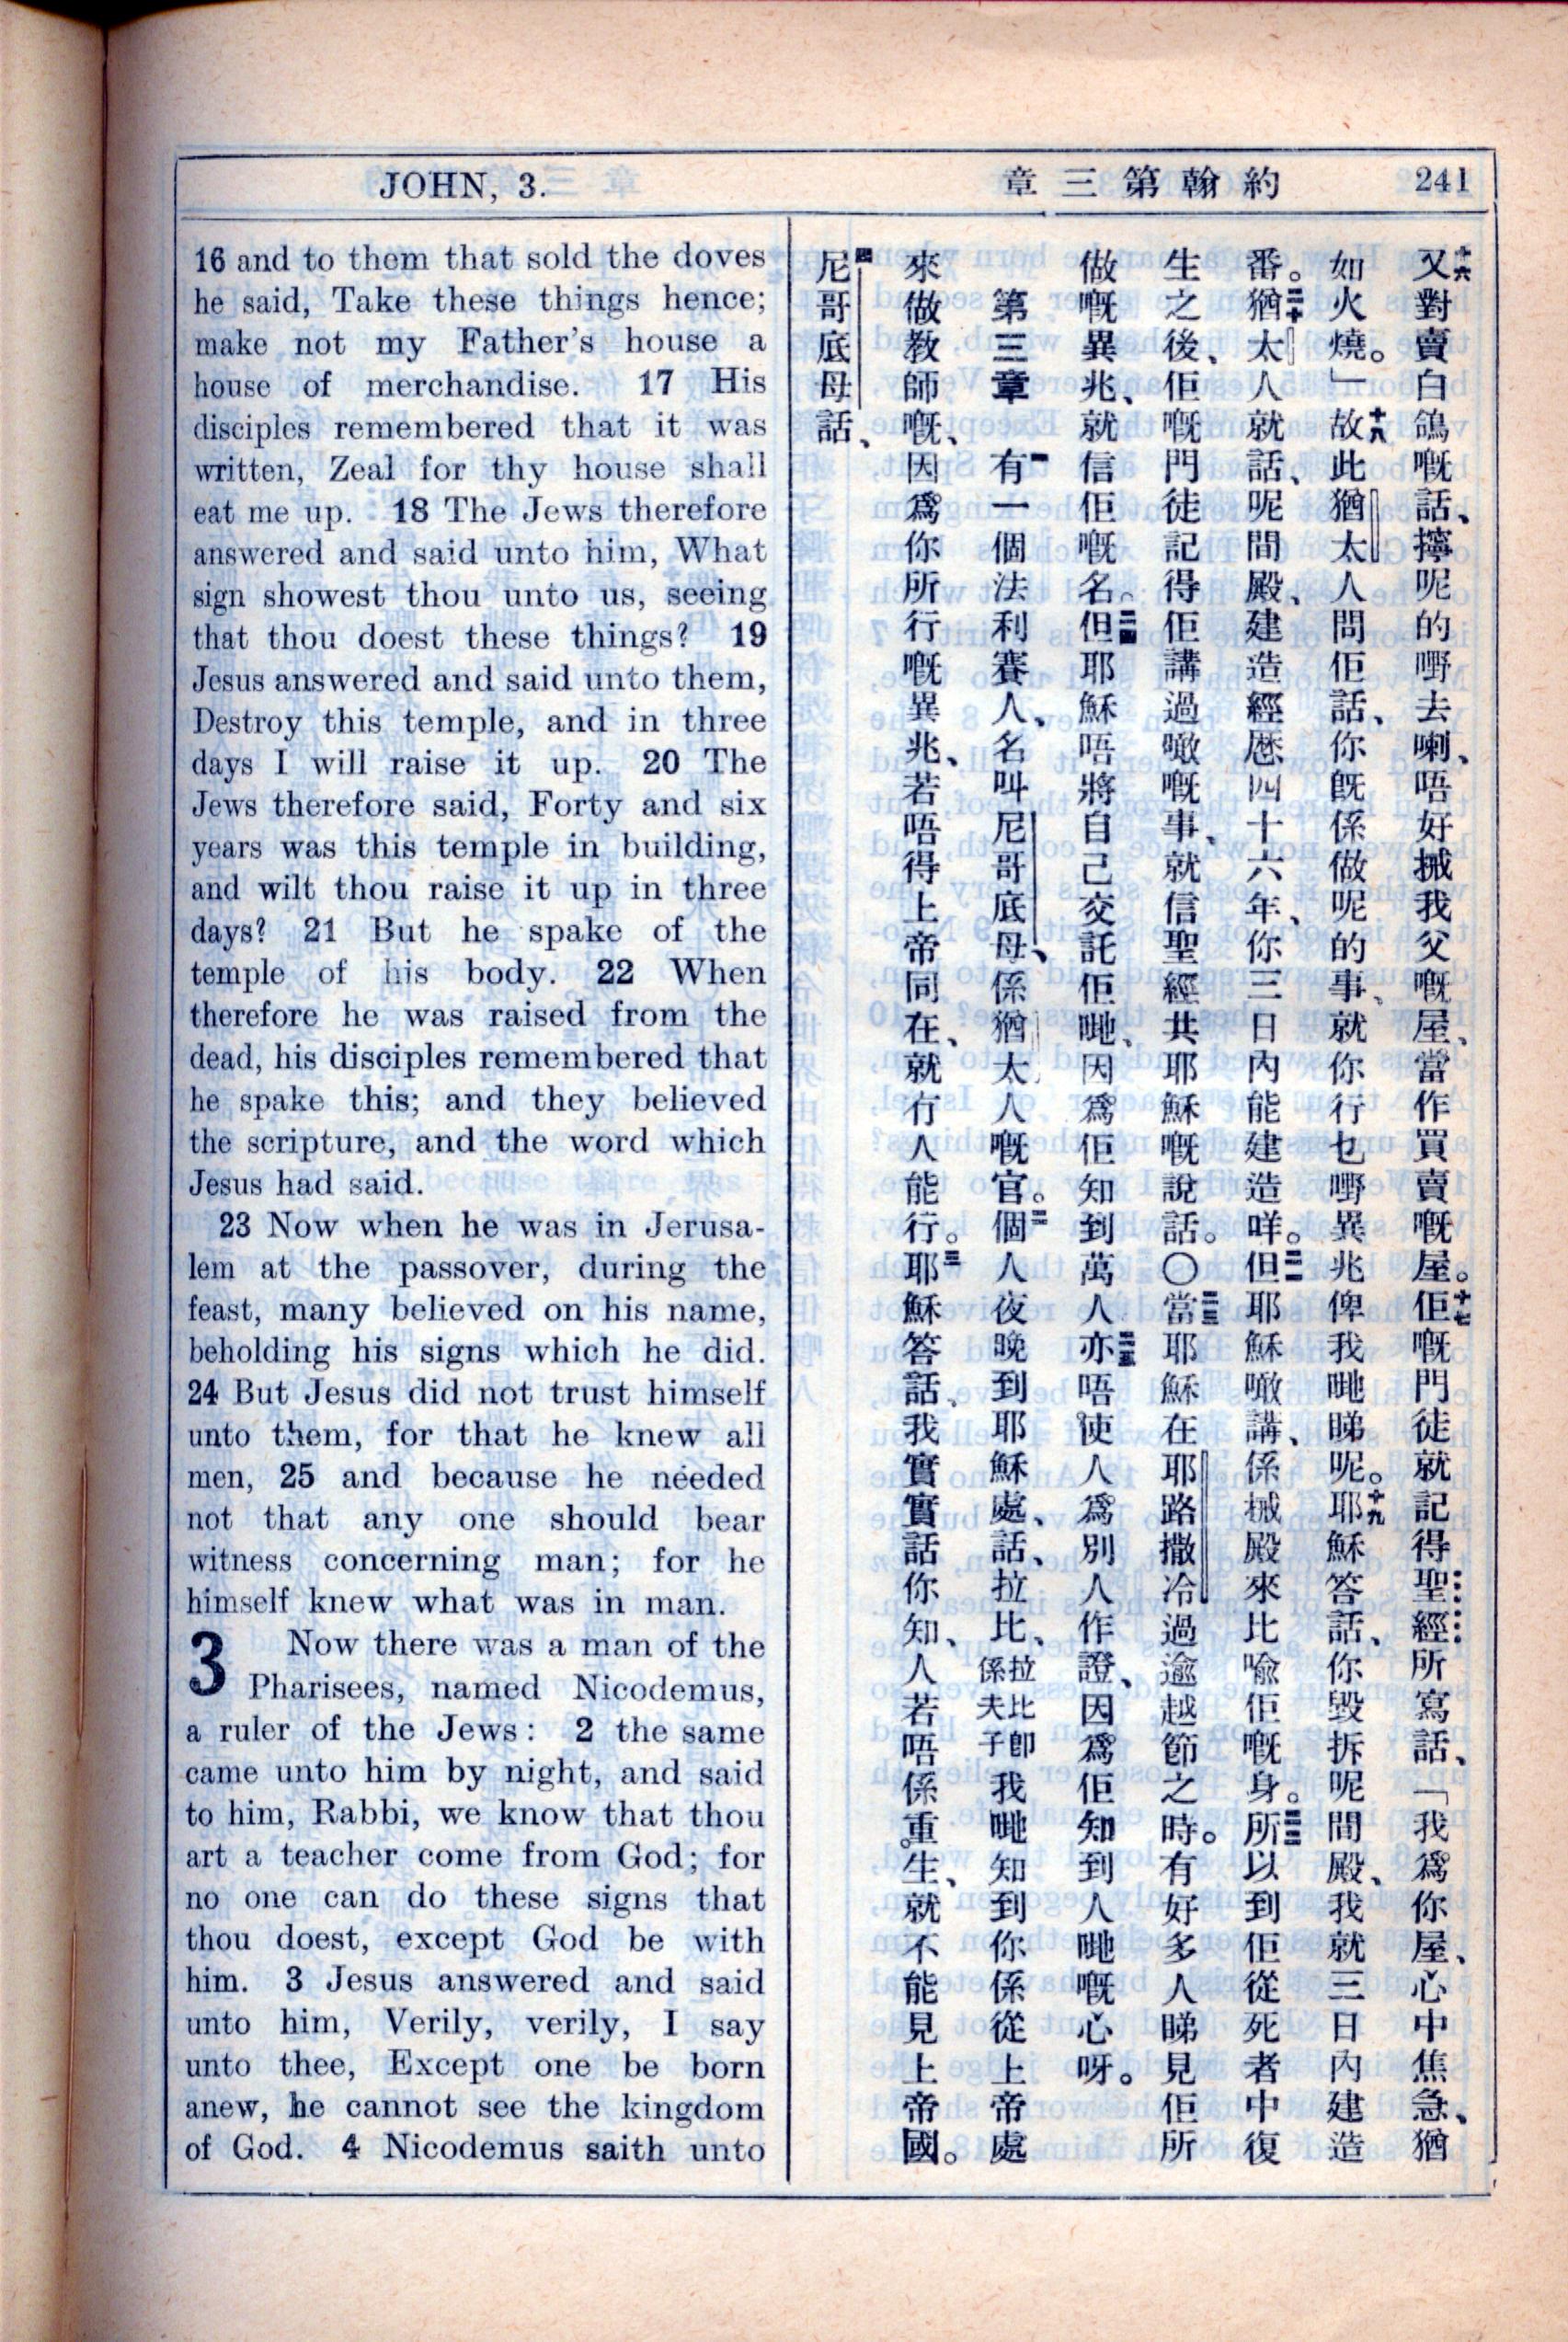 JOHN, 3.
約翰第三章
241
16 and to them that sold the doves
he said, Take these things hence;
make not my Father's house a
house of merchandise. 17 His
disciples remembered that it was
written, Zeal for thy house shall
eat me up. 18 The Jews therefore
answered and said unto him, What
sign showest thou unto us, seeing
that thou doest these things? 19
Jesus answered and said unto them,
Destroy this temple, and in three
days I will raise it up. 20 The
Jews therefore said, Forty and six
years was this temple in building,
and wilt thou raise it up in three
days? 21 But he spake of the
temple of his body. 22 When
therefore he was raised from the
dead, his disciples remembered that
he spake this; and they believed
the scripture, and the word which
Jesus had said.
23 Now when he was in Jerusa-
lem at the passover, during the
feast, many believed on his name,
beholding his signs which he did.
24 But Jesus did not trust himself
unto them, for that he knew all
men, 25 and because he needed
not that any one should bear
witness concerning man; for he
himself knew what was in man.
3 Now there was a man of the
Pharisees, named Nicodemus,
a ruler of the Jews: 2 the same
came unto him by night, and said
to him, Rabbi, we know that thou
art a teacher come from God; for
no one can do these signs that
thou doest, except God be with
him. 3 Jesus answered and said
unto him, Verily, verily, I say
unto thee, Except one be born
anew, he cannot see the kingdom
of God. 4 Nicodemus saith unto
十六又對賣白鴿嘅話、擰呢的嘢去喇、唔好搣我父嘅屋、當作買賣嘅屋。十七佢嘅門徒就記得聖經所寫話、「我爲你屋、心中焦急、猶
如火燒。」十八故此猶太人問佢話、你旣係做呢的事、就你行乜嘢異兆俾我哋睇呢。十九耶穌答話、你毀拆呢間殿、我就三日內建造
番。二十猶太人就話、呢間殿、建造經厯四十六年、你三日內能建造咩。二一但耶穌噉講、係搣殿來比喻佢嘅身。二二所以到佢從死者中復
生之後、佢嘅門徒記得佢講過噉嘅事、就信聖經共耶穌嘅說話。〇二三當耶穌在耶路撒冷過逾越節之時。有好多人睇見佢所
做嘅異兆、就信佢嘅名。二四但耶穌唔將自己交託佢哋、因爲佢知到萬人、二五亦唔使人爲別人作證、因爲佢知到人哋嘅心呀。
第三章 一有一個法利賽人、名叫尼哥底母、係猶太人嘅官。二個人夜晚到耶穌處、話、拉比、拉比卽係夫子我哋知到你係從上帝處
來做教師嘅、因爲你所行嘅異兆、若唔得上帝同在、就冇人能行。三耶穌答話、我實實話你知、人若唔係重生、就不能見上帝國。
四尼哥底母話、